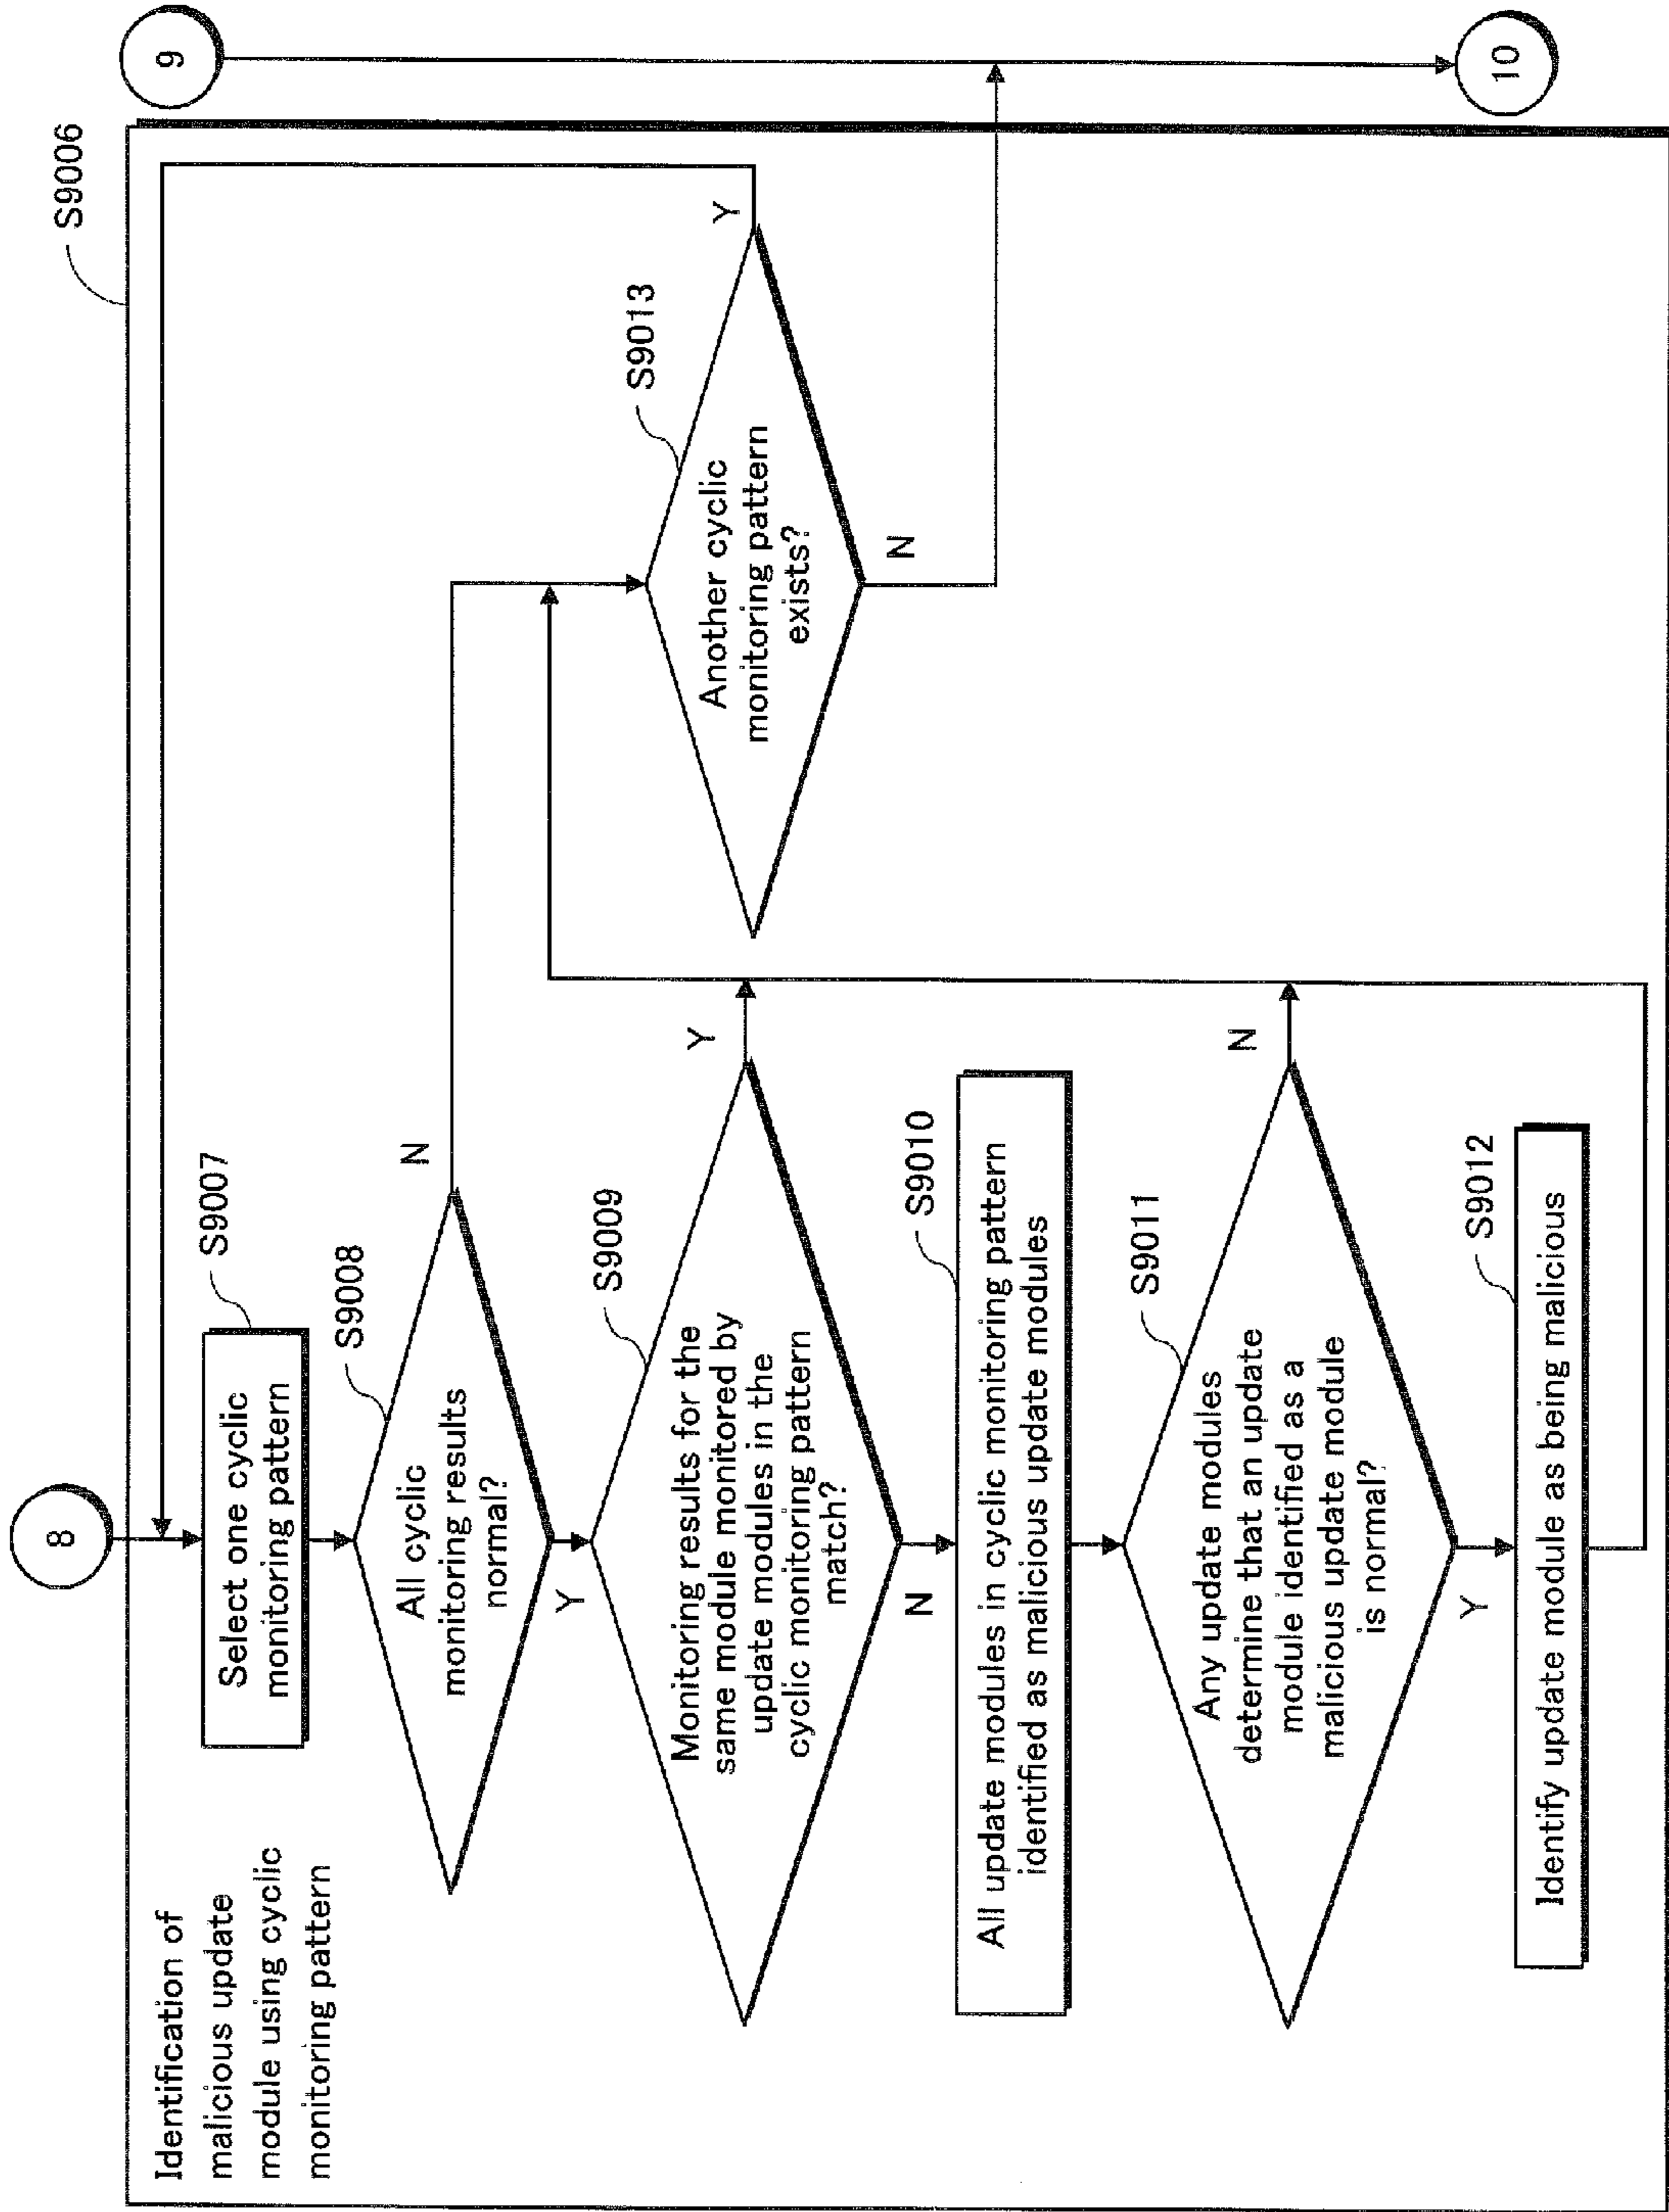 Identification of
malicious update
module using cyclic
monitoring pattern
8
9
S9006
S9007
Select one cyclic
monitoring pattern
S9008
All cyclic
monitoring results
normal?
N
Y
S9009
Monitoring results for the
same module monitored by
update modules in the
cyclic monitoring pattern
match?
Y
N
S9010
All update modules in cyclic monitoring pattern
identified as malicious update modules
S9011
Any update modules
determine that an update
module identified as a
malicious update module
is normal?
N
Y
S9012
Identify update module as being malicious
S9013
Another cyclic
monitoring pattern
exists?
Y
N
10